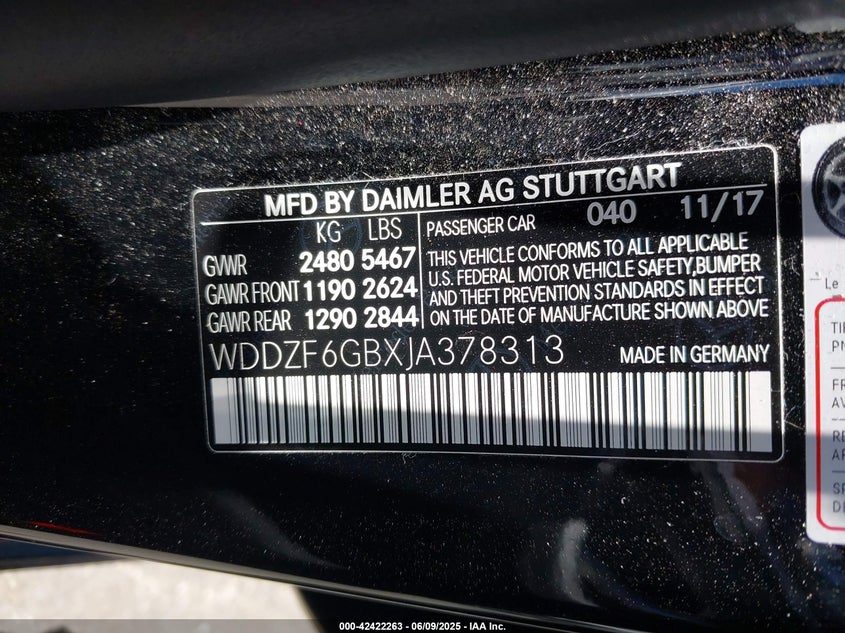 MFD BY DAIMLER AG STUTTGART
KG LBS
GVWR 2480 5467
GAWR FRONT 1190 2624
GAWR REAR 1290 2844
PASSENGER CAR 040 11/17
THIS VEHICLE CONFORMS TO ALL APPLICABLE
U.S. FEDERAL MOTOR VEHICLE SAFETY,BUMPER
AND THEFT PREVENTION STANDARDS IN EFFECT
ON THE DATE OF MANUFACTURE SHOWN ABOVE
WDDZF6GBXJA378313 MADE IN GERMANY
Le
000-42422263 - 06/09/2025 - IAA Inc.